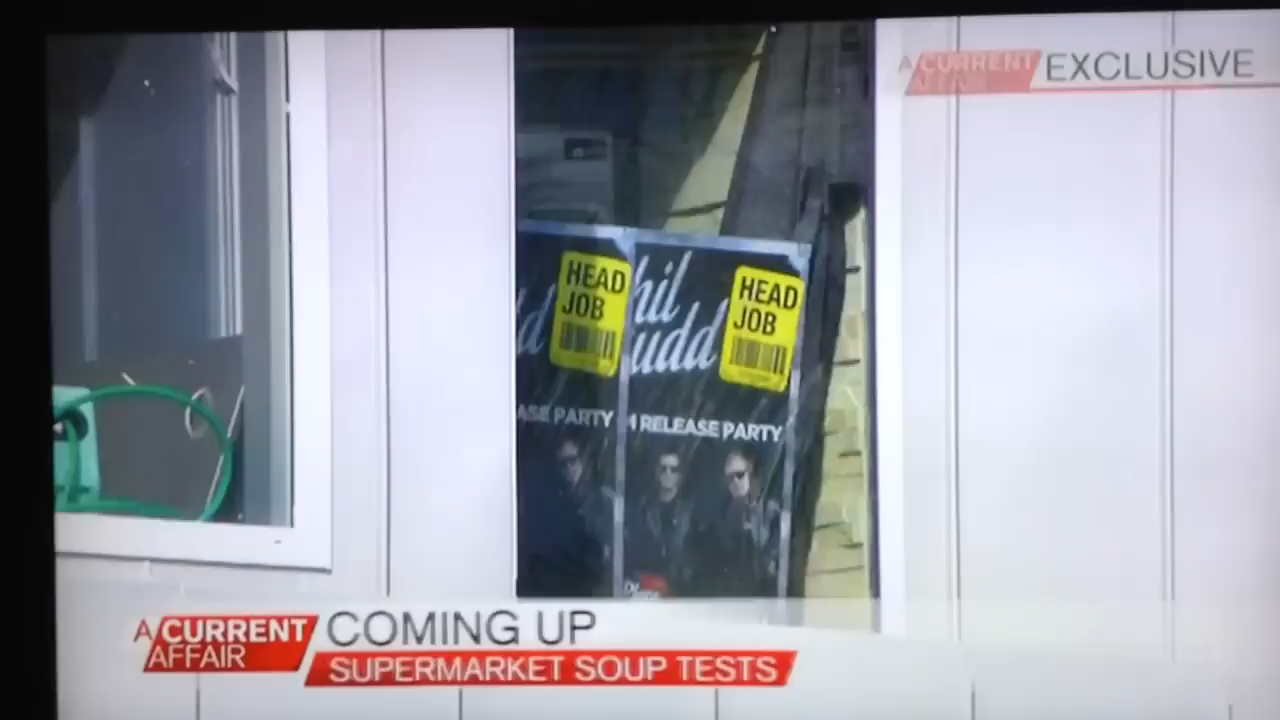 A CURRENT
AFFAIR
EXCLUSIVE
HEAD
JOB
HEAD
JOB
hil
d
udd
ASE PARTY
M RELEASE PARTY
A CURRENT
AFFAIR
COMING UP
SUPERMARKET SOUP TESTS